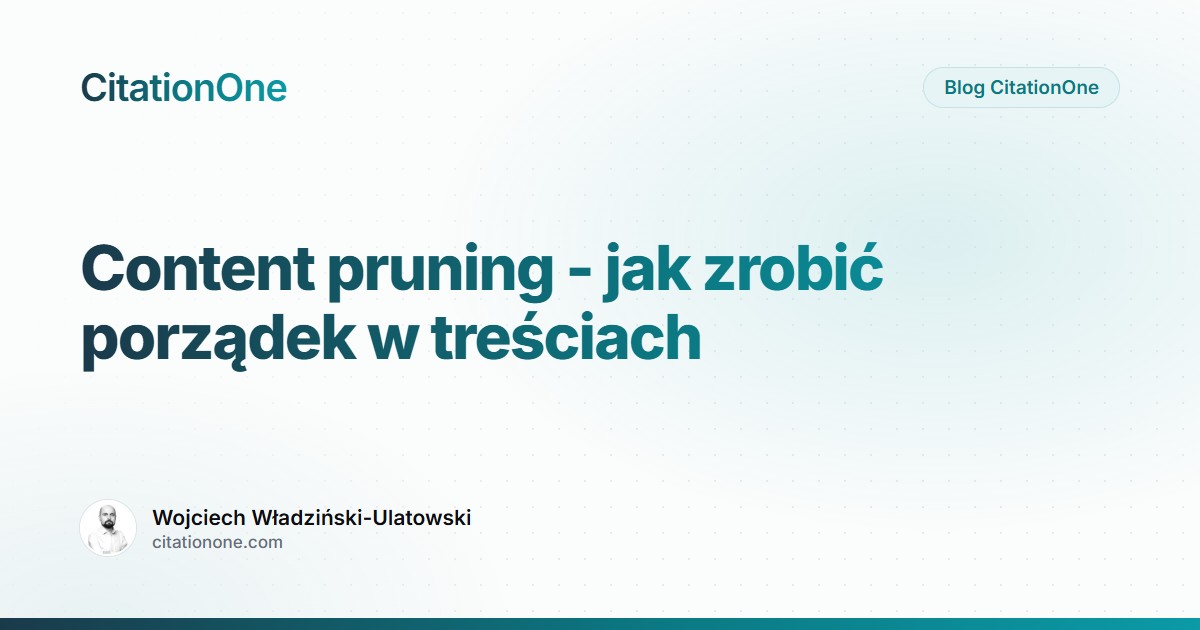 CitationOne
Blog CitationOne
Content pruning - jak zrobić
porządek w treściach
Wojciech Władziński-Ulatowski
citationone.com